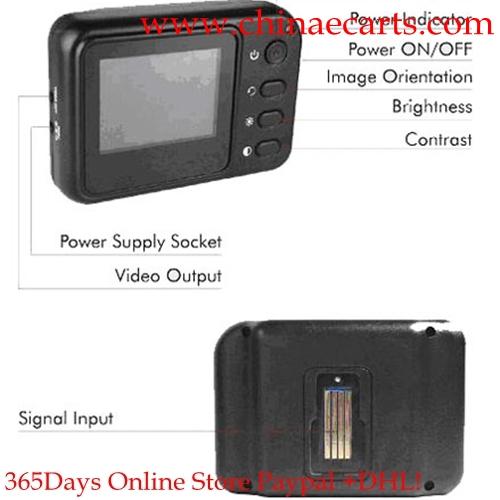 Power Indicator
www.chinaecarts.com
Power ON/OFF
Image Orientation
Brightness
Contrast
Power Supply Socket
Video Output
Signal Input
365Days Online Store Paypal +DHL!